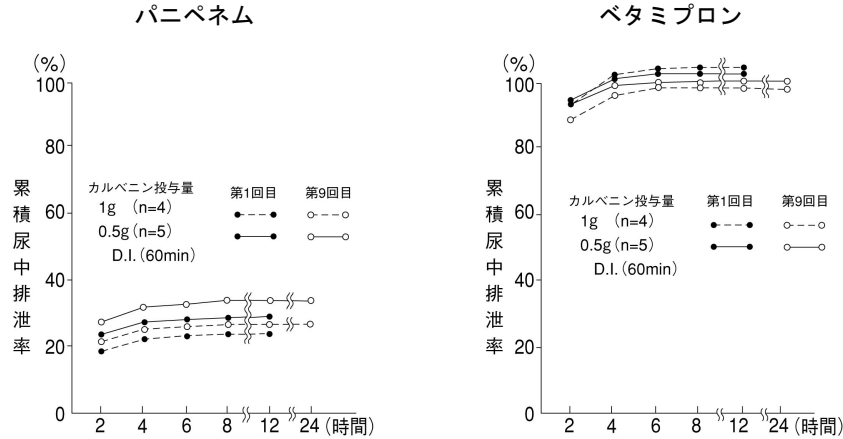 パニペネム
(%)
100
80
60
40
20
0
累積尿中排泄率
カルベニン投与量 第1回目 第9回目
1g (n=4)
0.5g(n=5)
D.I.(60min)
2 4 6 8 12 24 (時間)
ベタミプロン
(%)
100
80
60
40
20
0
累積尿中排泄率
カルベニン投与量 第1回目 第9回目
1g (n=4)
0.5g(n=5)
D.I.(60min)
2 4 6 8 12 24 (時間)